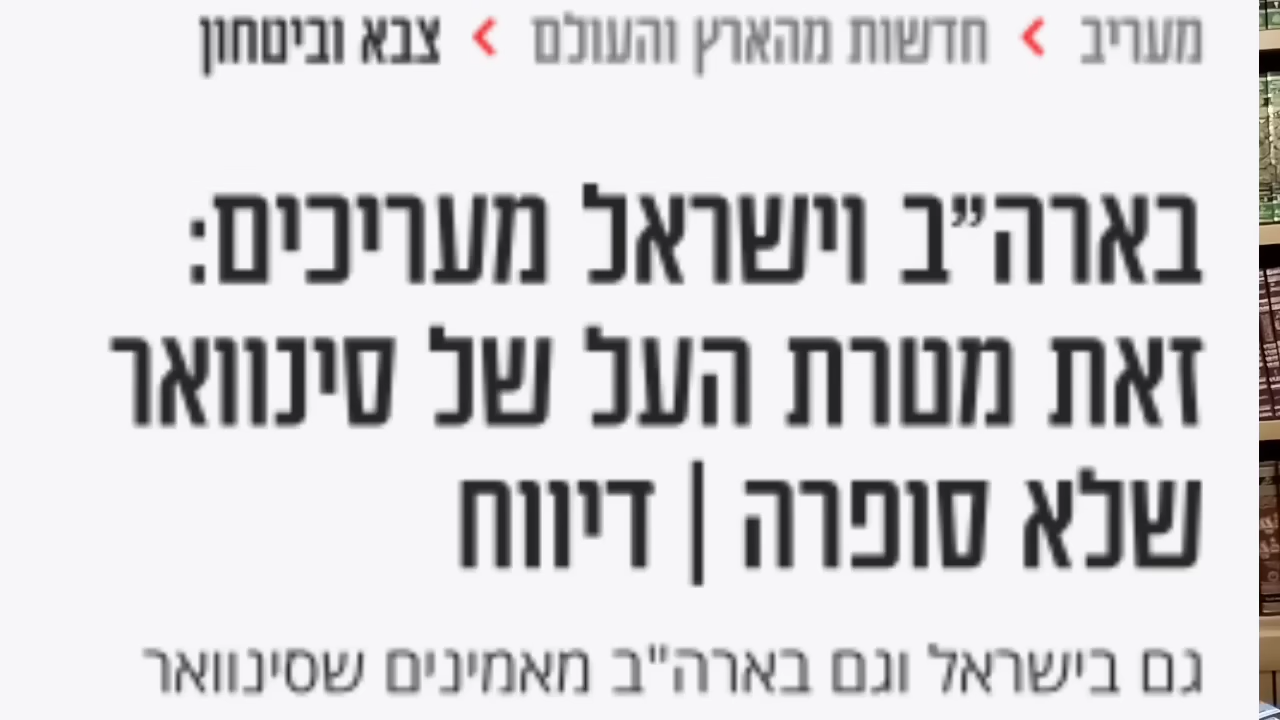 מעריב > חדשות מהארץ והעולם > צבא וביטחון
בארה"ב וישראל מעריכים:
זאת מטרת העל של סינוואר
שלא סופרה | דיווח
גם בישראל וגם בארה"ב מאמינים שסינוואר